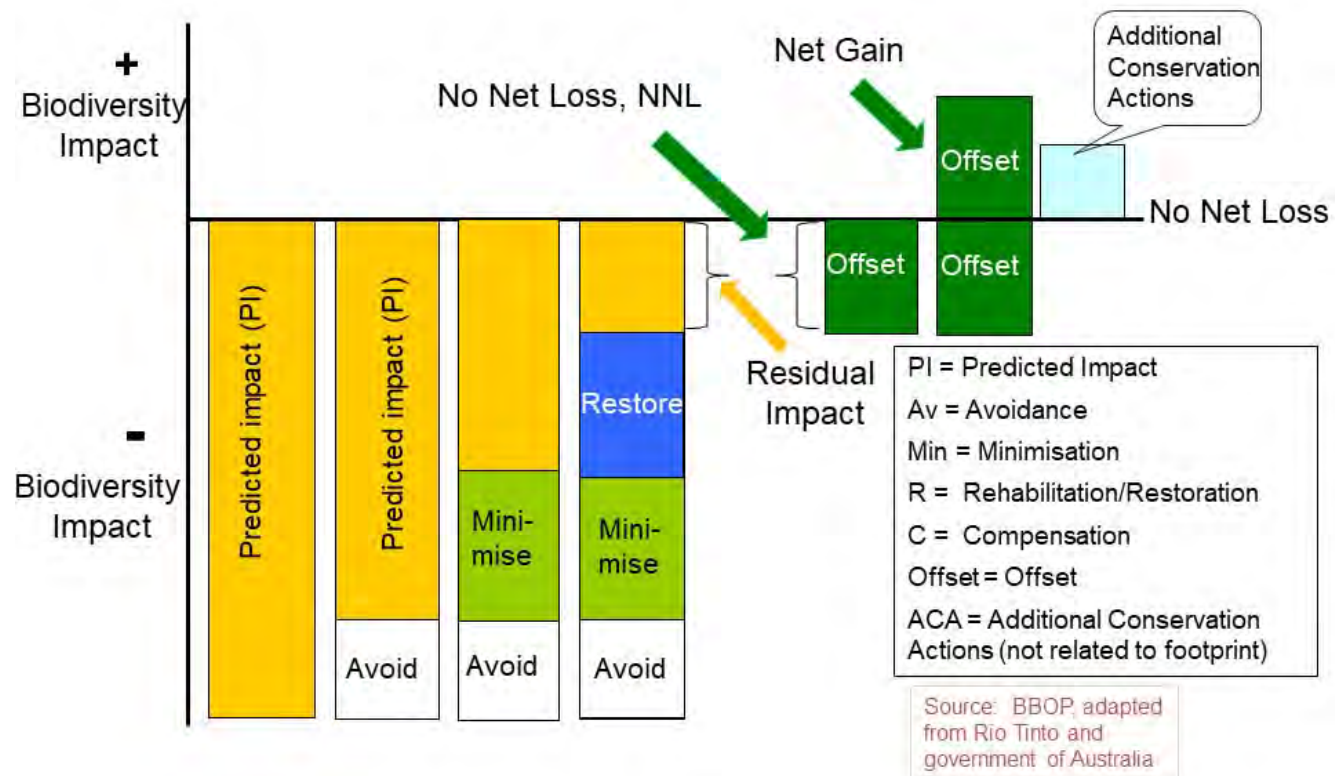 +
Biodiversity
Impact
-
Biodiversity
Impact
Predicted impact (PI)
Predicted impact (PI)
Avoid
Mini-
mise
Avoid
Restore
Mini-
mise
Avoid
No Net Loss, NNL
Residual
Impact
Net Gain
Offset
Offset
Offset
Additional
Conservation
Actions
No Net Loss
PI = Predicted Impact
Av = Avoidance
Min = Minimisation
R = Rehabilitation/Restoration
C = Compensation
Offset = Offset
ACA = Additional Conservation
Actions (not related to footprint)
Source: BBOP, adapted
from Rio Tinto and
government of Australia